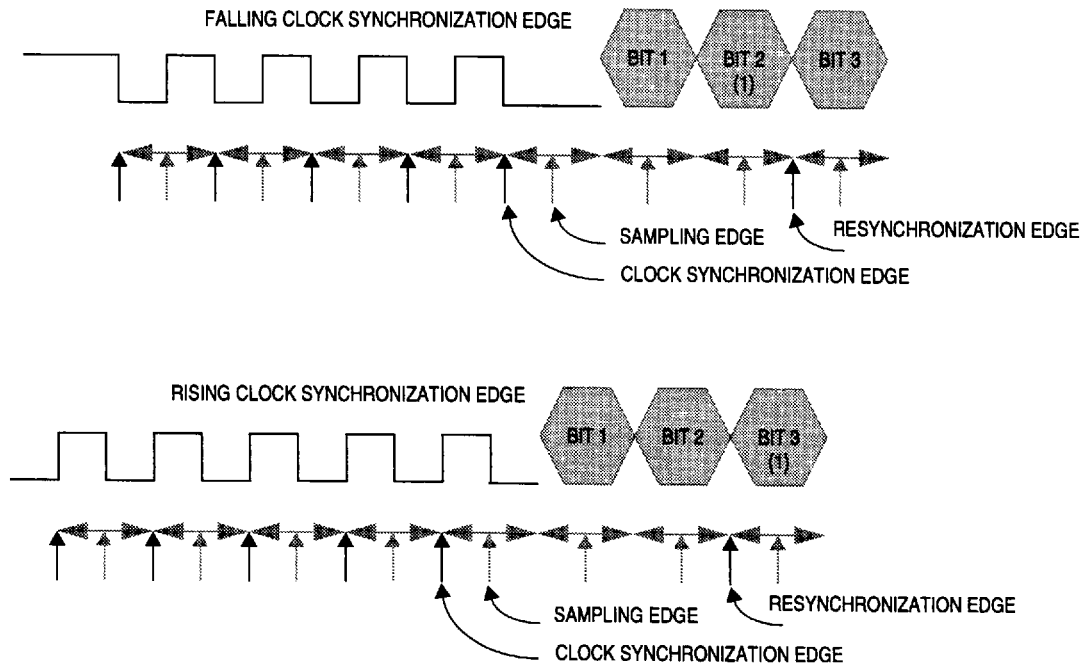 FALLING CLOCK SYNCHRONIZATION EDGE
BIT 1
BIT 2
(1)
BIT 3
SAMPLING EDGE
RESYNCHRONIZATION EDGE
CLOCK SYNCHRONIZATION EDGE
RISING CLOCK SYNCHRONIZATION EDGE
BIT 1
BIT 2
BIT 3
(1)
SAMPLING EDGE
RESYNCHRONIZATION EDGE
CLOCK SYNCHRONIZATION EDGE